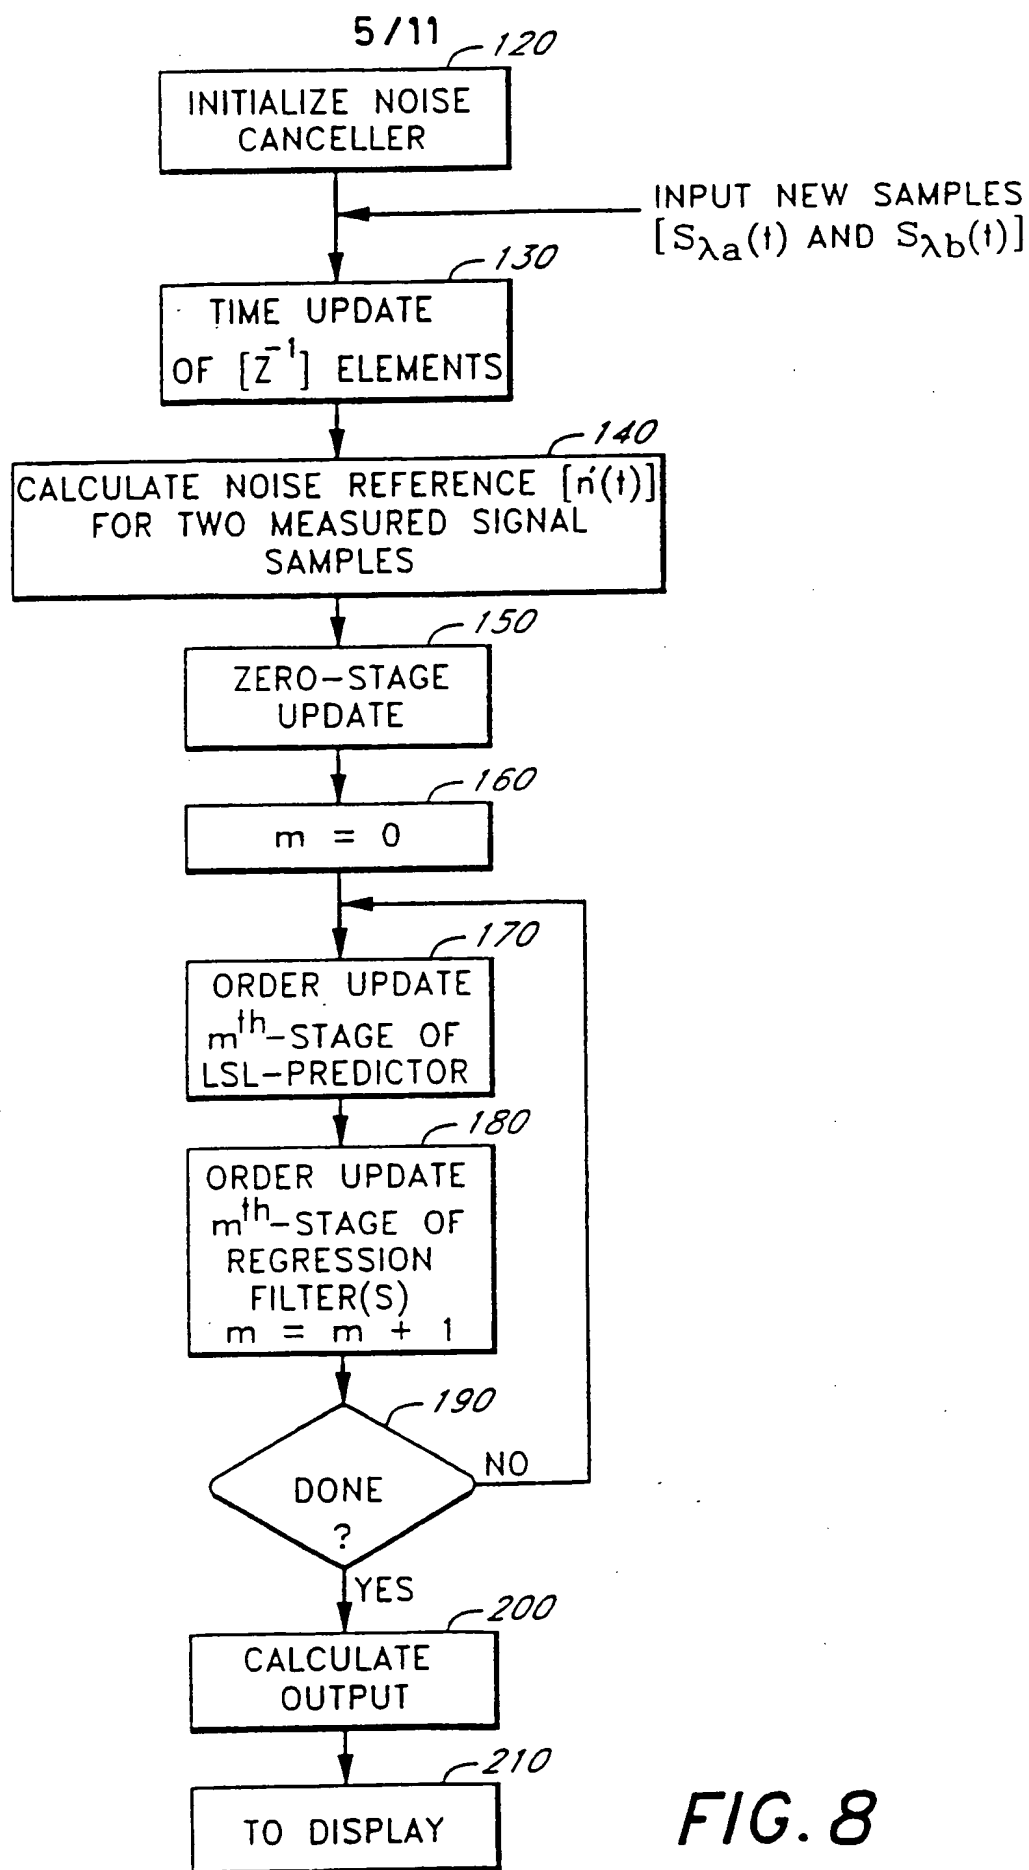 5/11
120
INITIALIZE NOISE
CANCELLER
INPUT NEW SAMPLES
[Sλa(t) AND Sλb(t)]
130
TIME UPDATE
OF [Z⁻¹] ELEMENTS
140
CALCULATE NOISE REFERENCE [n'(t)]
FOR TWO MEASURED SIGNAL
SAMPLES
150
ZERO-STAGE
UPDATE
160
m = 0
170
ORDER UPDATE
mth-STAGE OF
LSL-PREDICTOR
180
ORDER UPDATE
mth-STAGE OF
REGRESSION
FILTER(S)
m = m + 1
190
DONE
?
NO
YES
200
CALCULATE
OUTPUT
210
TO DISPLAY
FIG. 8